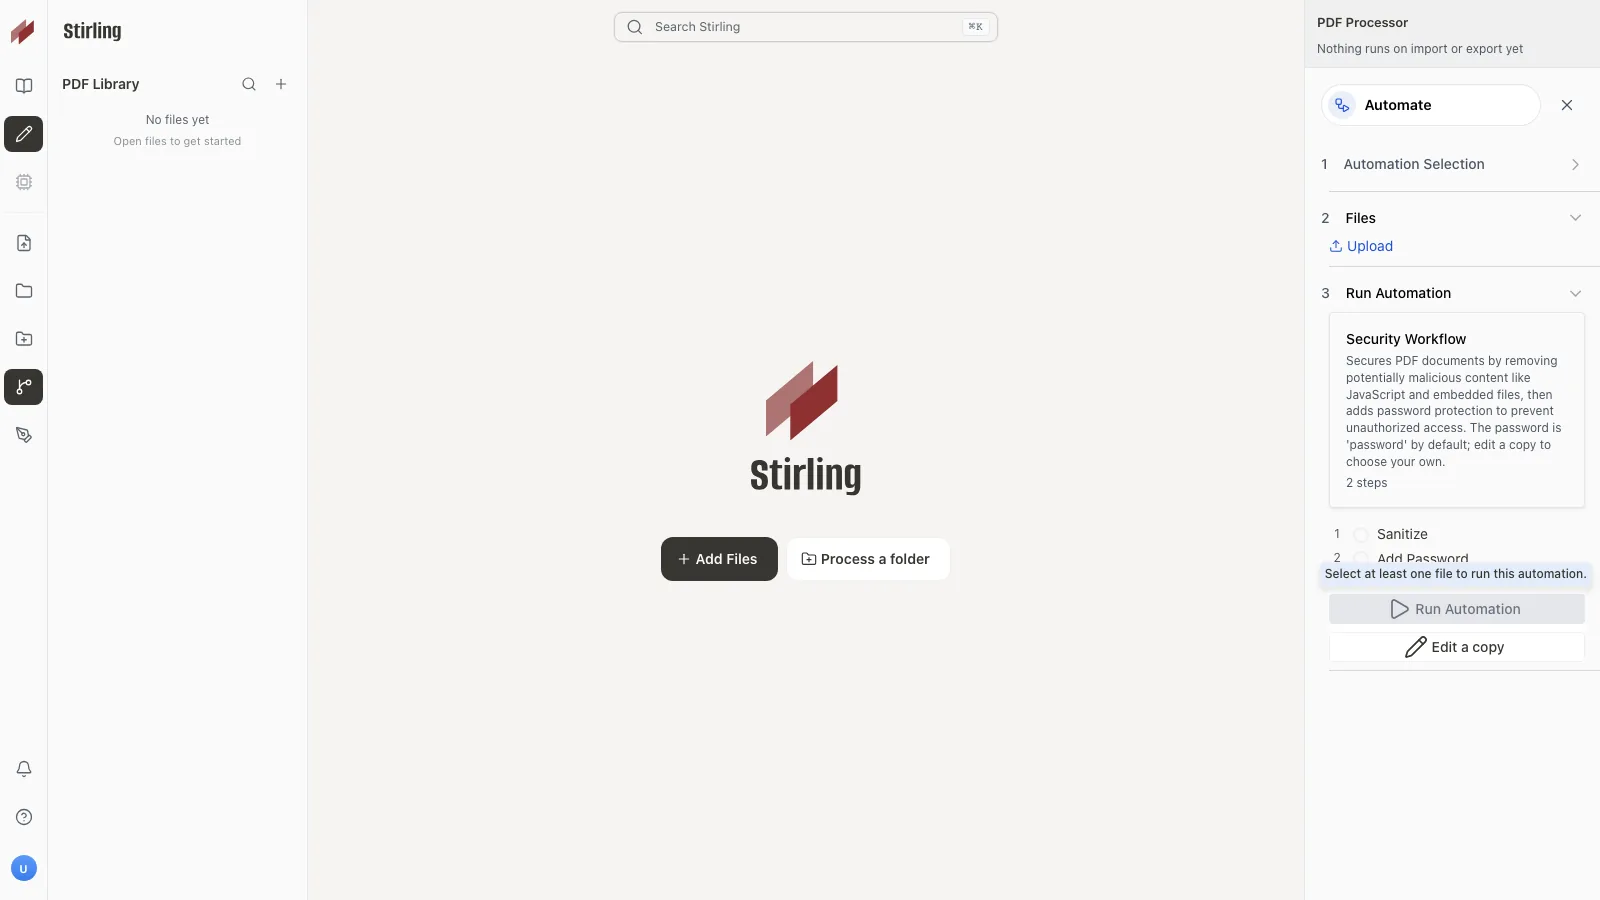 Stirling
Search Stirling
⌘K
PDF Library
No files yet
Open files to get started
Stirling
Add Files
Process a folder
PDF Processor
Nothing runs on import or export yet
Automate
1 Automation Selection
2 Files
Upload
3 Run Automation
Security Workflow
Secures PDF documents by removing
potentially malicious content like
JavaScript and embedded files, then
adds password protection to prevent
unauthorized access. The password is
'password' by default; edit a copy to
choose your own.
2 steps
1 Sanitize
2 Add Password
Select at least one file to run this automation.
Run Automation
Edit a copy
U